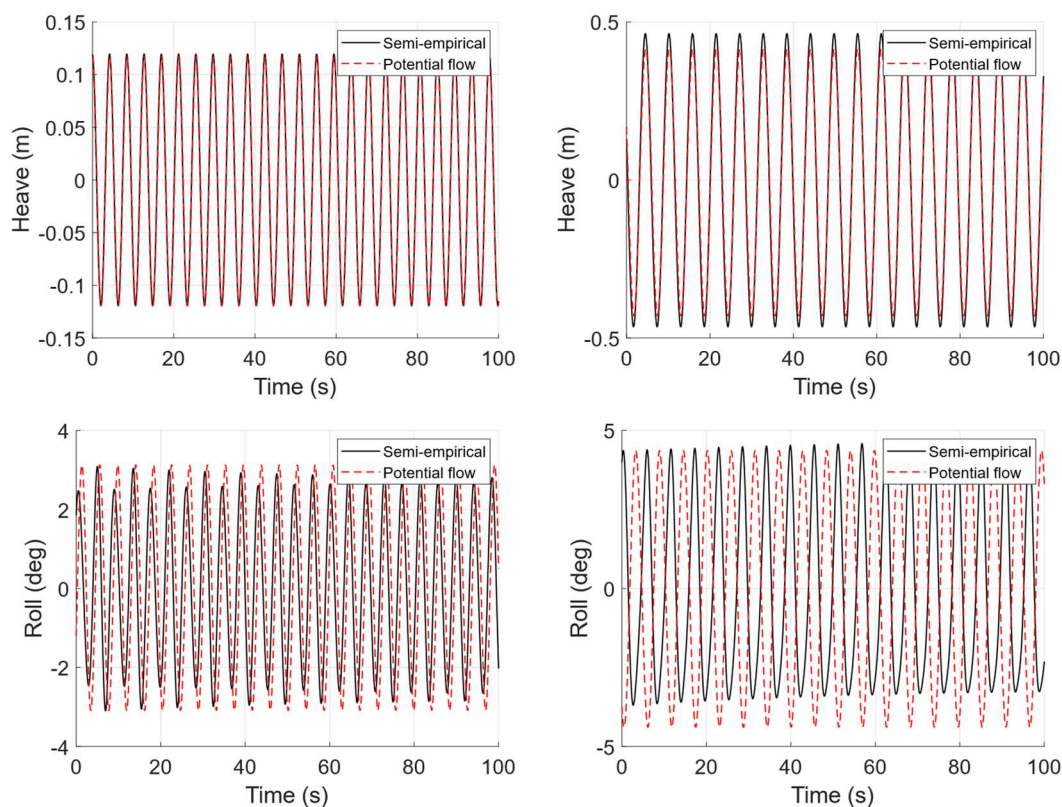 0.15
0.1
0.05
0
-0.05
-0.1
-0.15
Heave (m)
Semi-empirical
Potential flow
0 20 40 60 80 100
Time (s)
0.5
0
-0.5
Heave (m)
Semi-empirical
Potential flow
0 20 40 60 80 100
Time (s)
4
2
0
-2
-4
Roll (deg)
Semi-empirical
Potential flow
0 20 40 60 80 100
Time (s)
5
0
-5
Roll (deg)
Semi-empirical
Potential flow
0 20 40 60 80 100
Time (s)